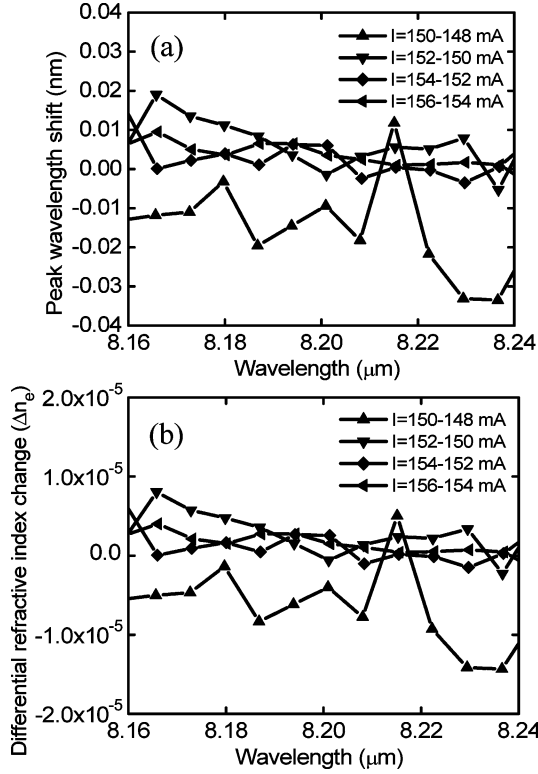 (a)
I=150-148 mA
I=152-150 mA
I=154-152 mA
I=156-154 mA
Peak wavelength shift (nm)
0.04
0.03
0.02
0.01
0.00
-0.01
-0.02
-0.03
-0.04
8.16 8.18 8.20 8.22 8.24
Wavelength (μm)
(b)
I=150-148 mA
I=152-150 mA
I=154-152 mA
I=156-154 mA
Differential refractive index change (Δnₑ)
2.0x10⁻⁵
1.0x10⁻⁵
0.0
-1.0x10⁻⁵
-2.0x10⁻⁵
8.16 8.18 8.20 8.22 8.24
Wavelength (μm)